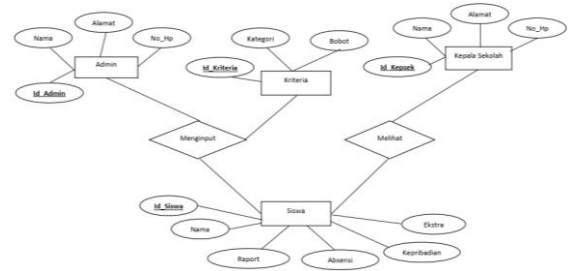 Alamat
Nama
No_Hp
Admin
Id_Admin
Kategori
Bobot
Id_Kriteria
Kriteria
Alamat
Nama
No_Hp
Kepala Sekolah
Id_Kepsek
Menginput
Melihat
Id_Siswa
Siswa
Nama
Ekstra
Raport
Absensi
Kepribadian